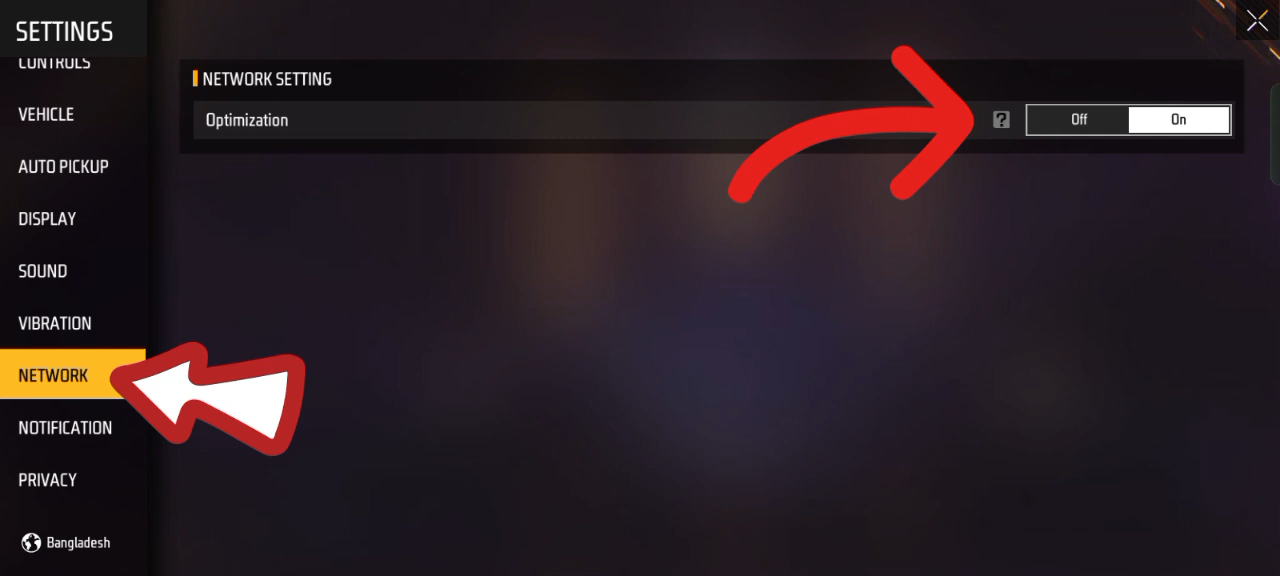 SETTINGS
CONTROLS
VEHICLE
AUTO PICKUP
DISPLAY
SOUND
VIBRATION
NETWORK
NOTIFICATION
PRIVACY
Bangladesh
NETWORK SETTING
Optimization
?
Off
On